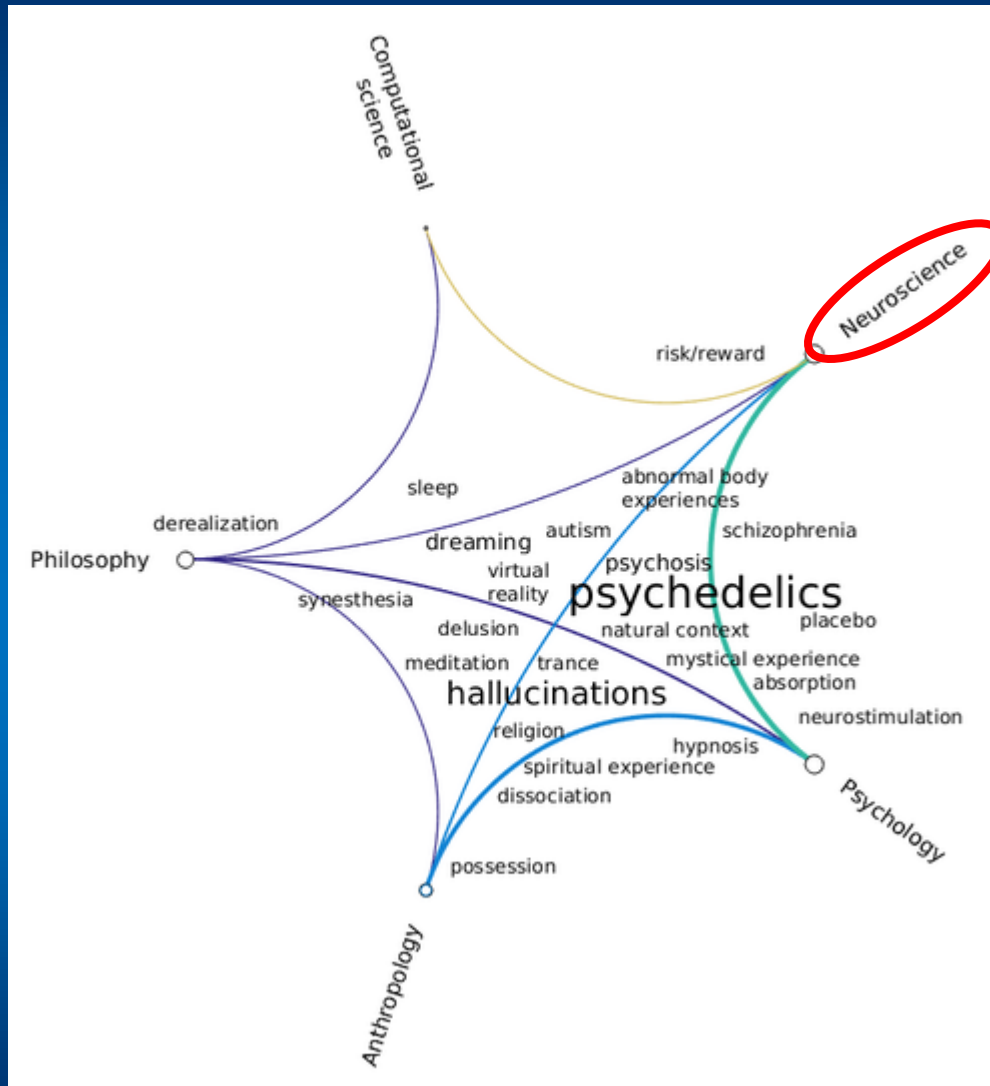 Computational
science
Neuroscience
risk/reward
abnormal body
experiences
sleep
derealization
autism
schizophrenia
dreaming
Philosophy
psychosis
virtual
reality
psychedelics
synesthesia
placebo
delusion
natural context
meditation
trance
mystical experience
absorption
hallucinations
neurostimulation
religion
hypnosis
spiritual experience
dissociation
Psychology
possession
Anthropology